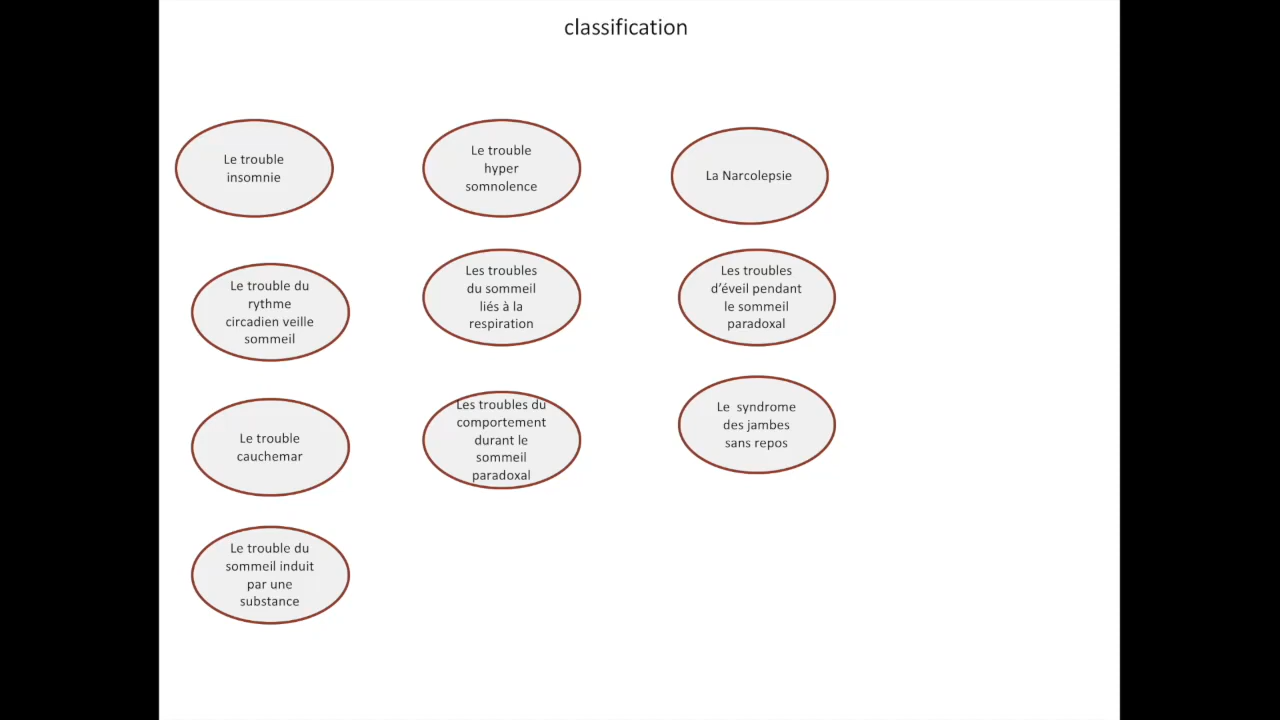 classification
Le trouble
insomnie
Le trouble
hyper
somnolence
La Narcolepsie
Le trouble du
rythme
circadien veille
sommeil
Les troubles
du sommeil
liés à la
respiration
Les troubles
d’éveil pendant
le sommeil
paradoxal
Le trouble
cauchemar
Les troubles du
comportement
durant le
sommeil
paradoxal
Le  syndrome
des jambes
sans repos
Le trouble du
sommeil induit
par une
substance